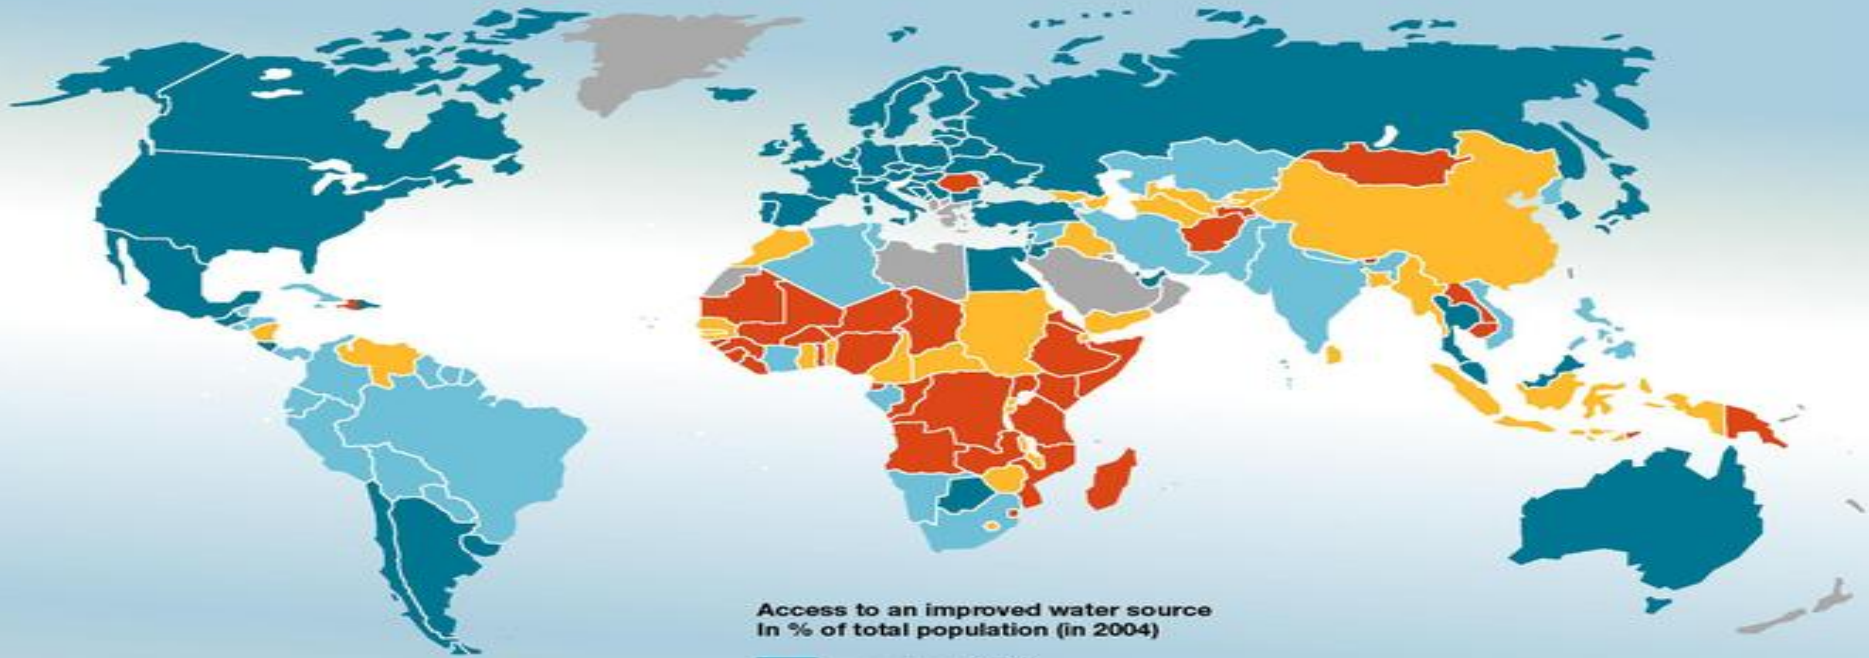 Access to an improved water source
In % of total population (in 2004)